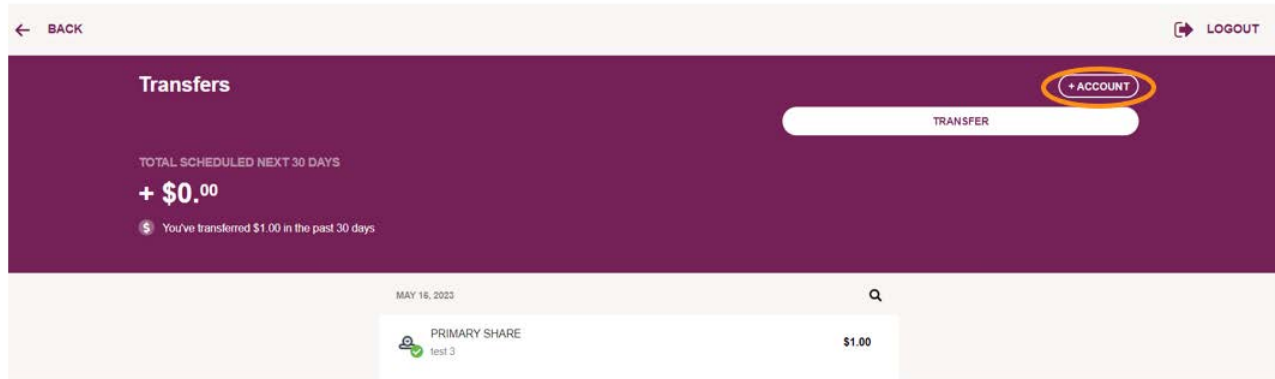 BACK
LOGOUT
Transfers
+ ACCOUNT
TRANSFER
TOTAL SCHEDULED NEXT 30 DAYS
+ $0.00
$ You've transferred $1.00 in the past 30 days
MAY 16, 2023
PRIMARY SHARE
$1.00
test 3